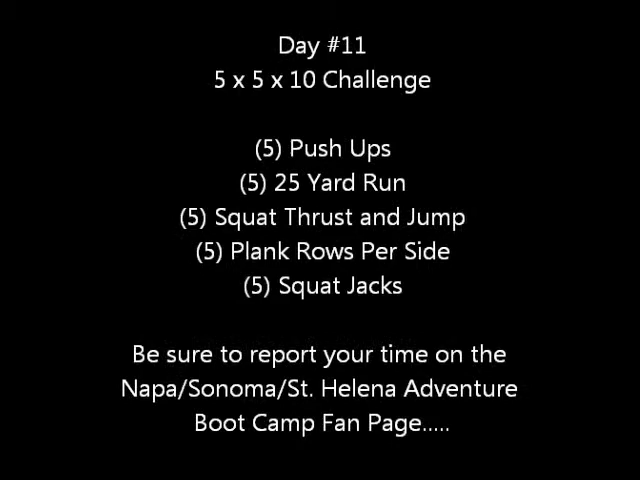 Day #11
5 x 5 x 10 Challenge
(5) Push Ups
(5) 25 Yard Run
(5) Squat Thrust and Jump
(5) Plank Rows Per Side
(5) Squat Jacks
Be sure to report your time on the
Napa/Sonoma/St. Helena Adventure
Boot Camp Fan Page.....